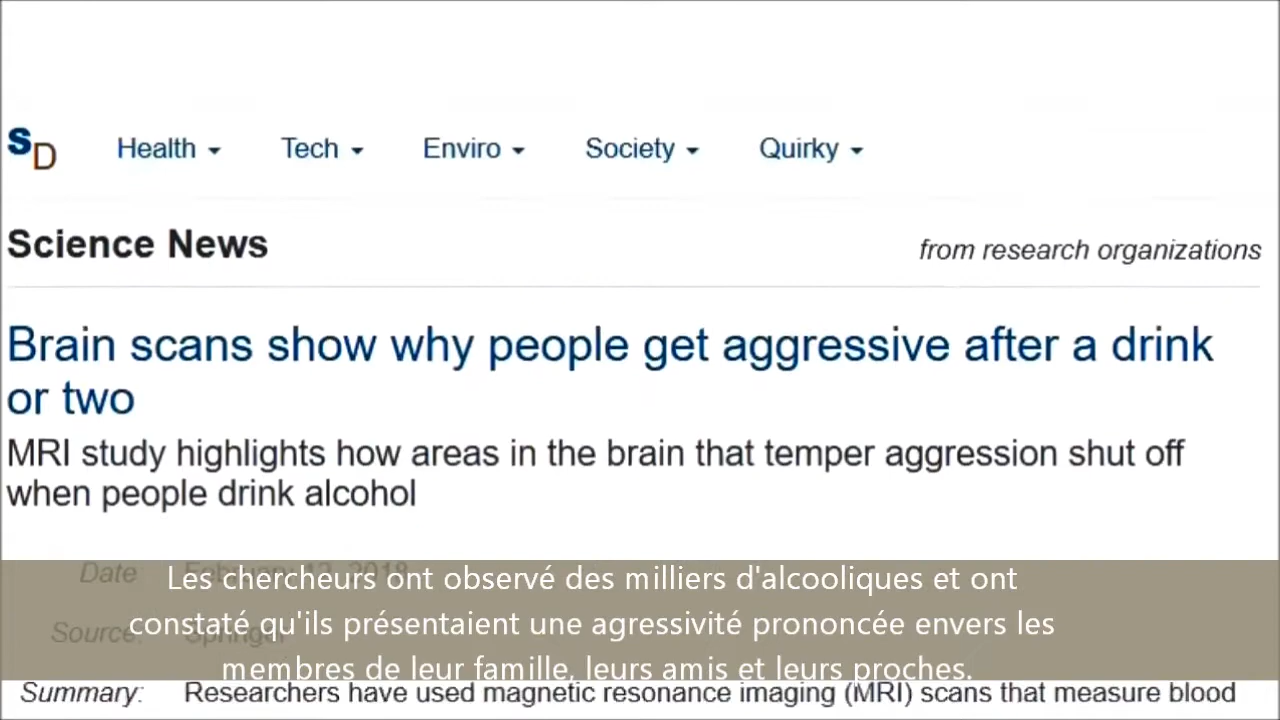 SD Health Tech Enviro Society Quirky
Science News
from research organizations
Brain scans show why people get aggressive after a drink
or two
MRI study highlights how areas in the brain that temper aggression shut off
when people drink alcohol
Date February 12, 2018
Les chercheurs ont observé des milliers d'alcooliques et ont
Source: Springer
constaté qu'ils présentaient une agressivité prononcée envers les
membres de leur famille, leurs amis et leurs proches.
Summary: Researchers have used magnetic resonance imaging (MRI) scans that measure blood